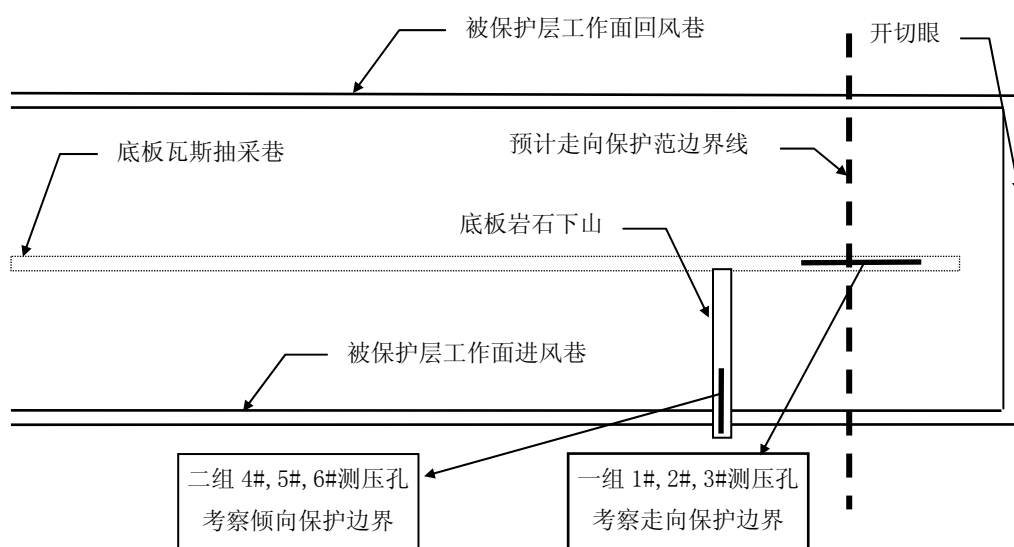 被保护层工作面回风巷
开切眼
底板瓦斯抽采巷
预计走向保护范边界线
底板岩石下山
被保护层工作面进风巷
二组 4#,5#,6#测压孔
考察倾向保护边界
一组 1#,2#,3#测压孔
考察走向保护边界